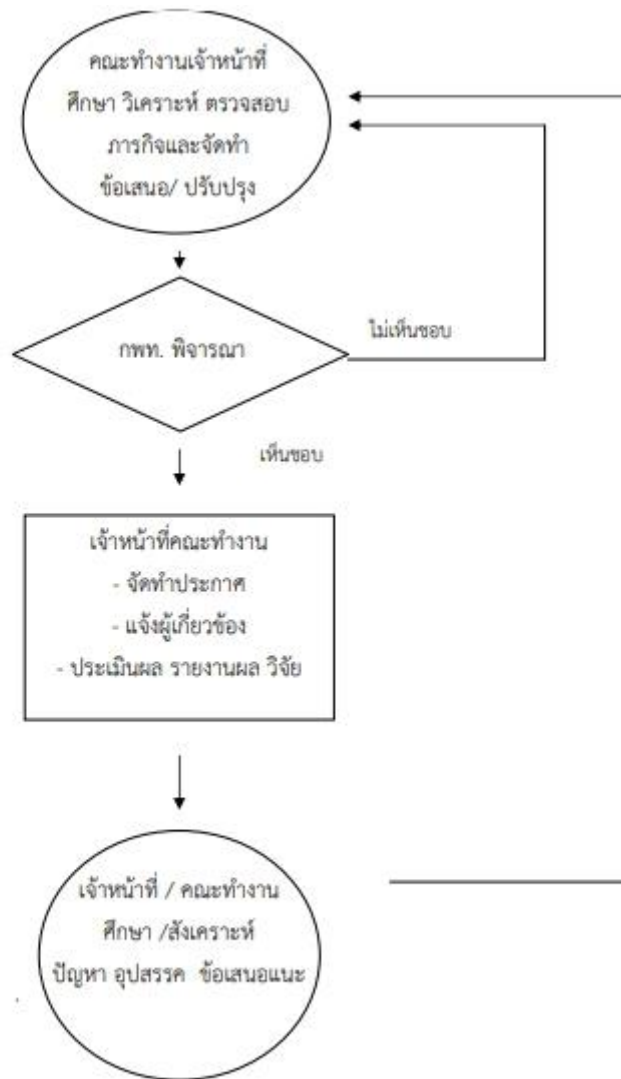 คณะทำงานเจ้าหน้าที่
ศึกษา วิเคราะห์ ตรวจสอบ
ภารกิจและจัดทำ
ข้อเสนอ/ ปรับปรุง
กพท. พิจารณา
ไม่เห็นชอบ
เห็นชอบ
เจ้าหน้าที่คณะทำงาน
- จัดทำประกาศ
- แจ้งผู้เกี่ยวข้อง
- ประเมินผล รายงานผล วิจัย
เจ้าหน้าที่ / คณะทำงาน
ศึกษา /สังเคราะห์
ปัญหา อุปสรรค ข้อเสนอแนะ